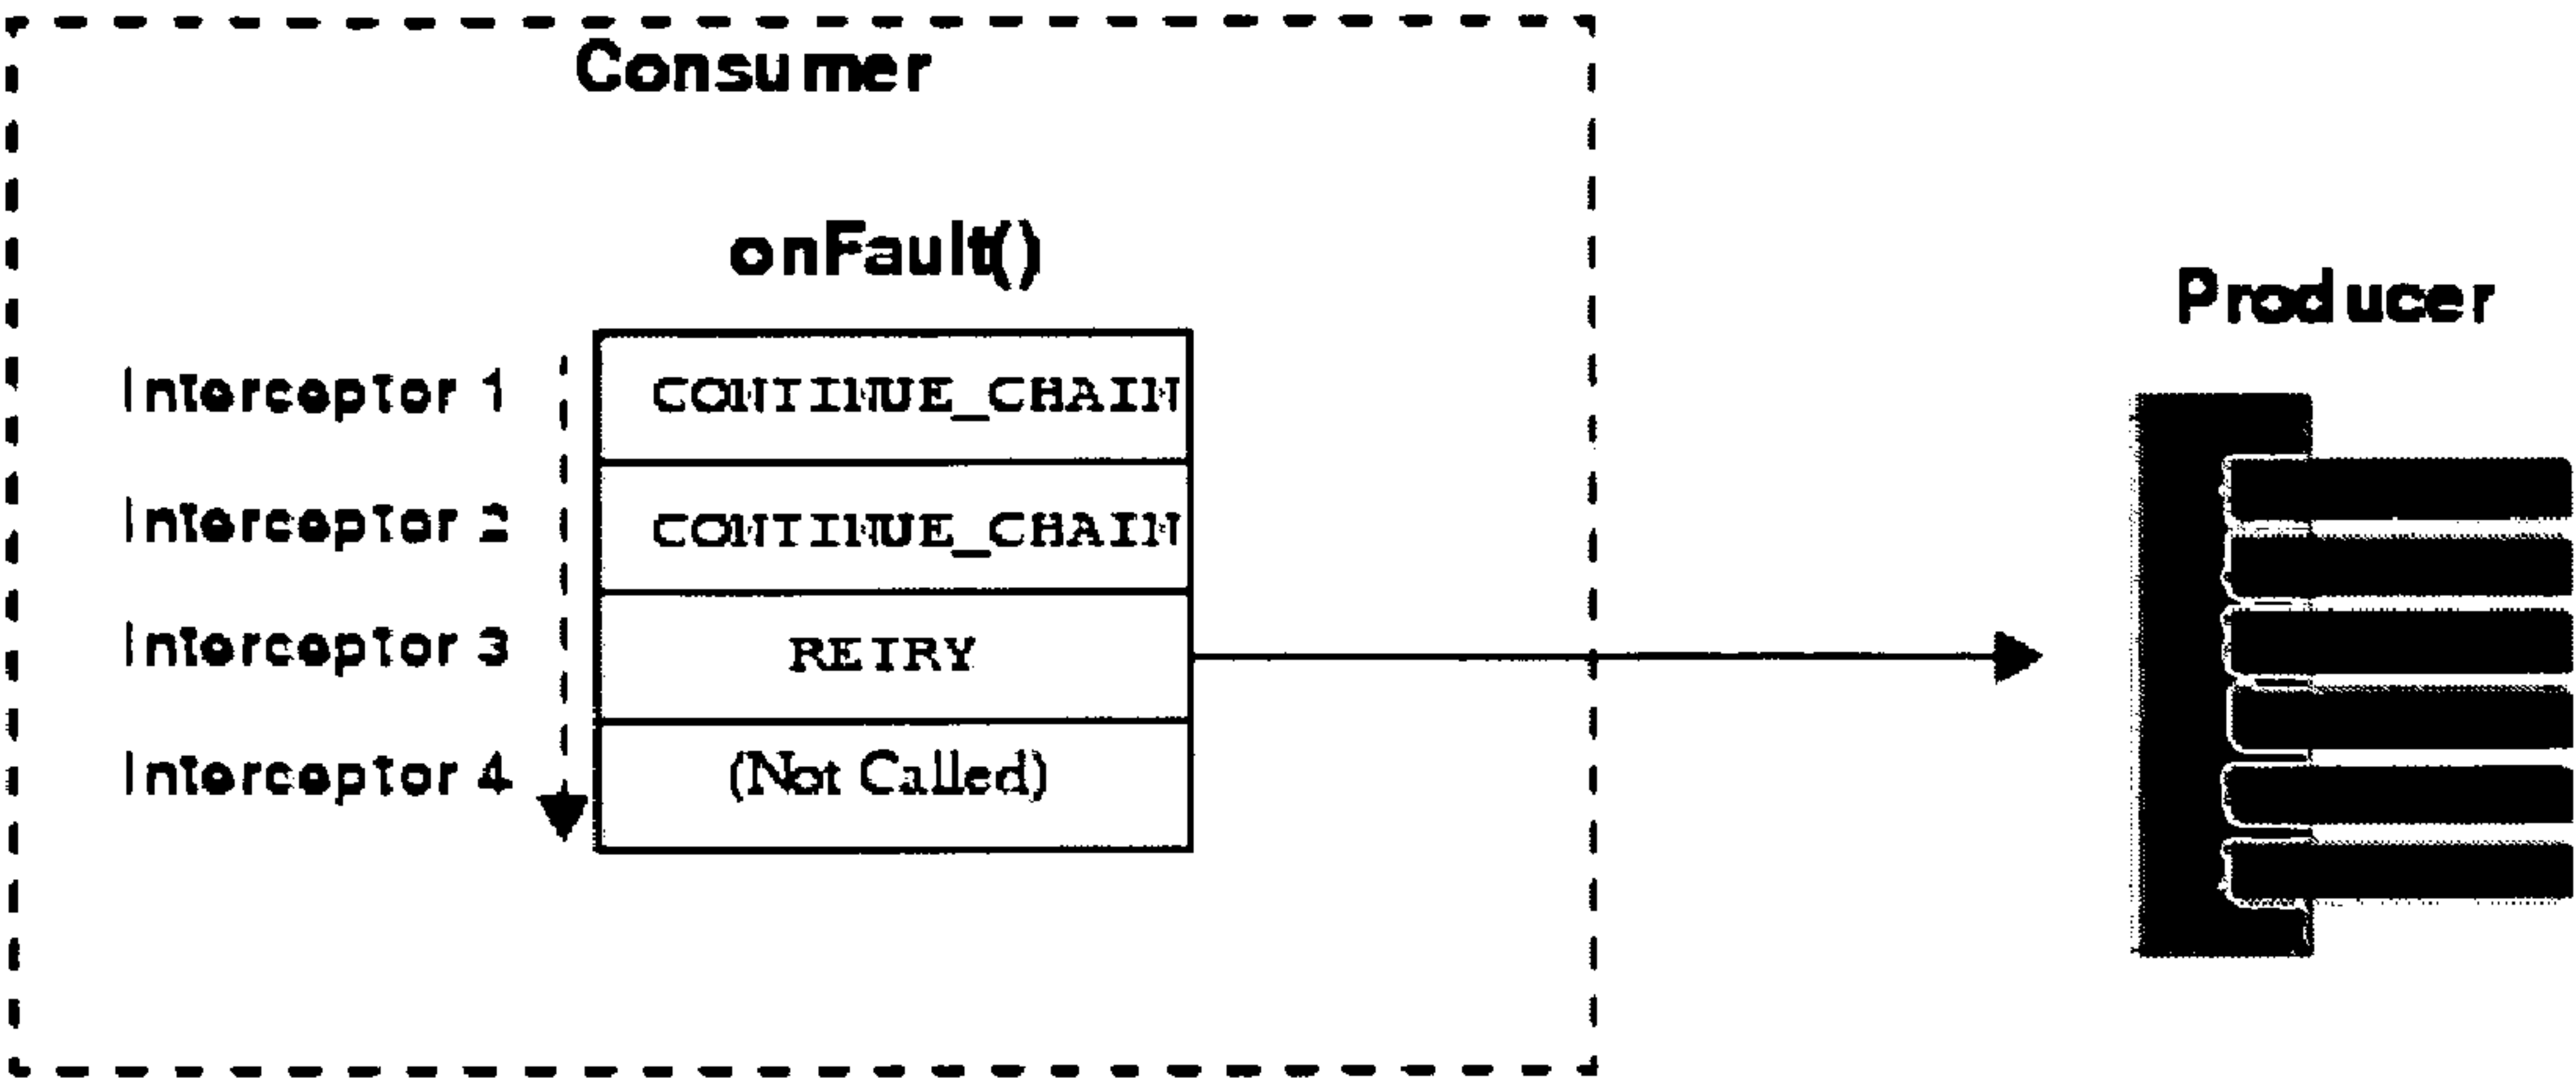 Consumer
onFault()
Producer
Interceptor 1 CONTINUE_CHAIN
Interceptor 2 CONTINUE_CHAIN
Interceptor 3 RETRY
Interceptor 4 (Not Called)